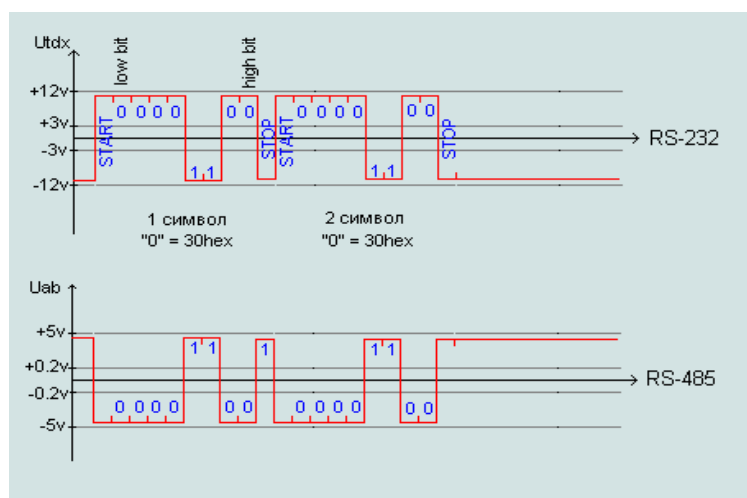 Utdx
low bit
high bit
+12v
0 0 0 0
0 0
0 0 0 0
0 0
+3v
START
STOP
START
STOP
RS-232
-3v
1 1
1 1
-12v
1 символ
2 символ
"0" = 30hex
"0" = 30hex
Uab
+5v
1 1
1
1 1
+0.2v
RS-485
-0.2v
0 0 0 0
0 0
0 0 0 0
0 0
-5v